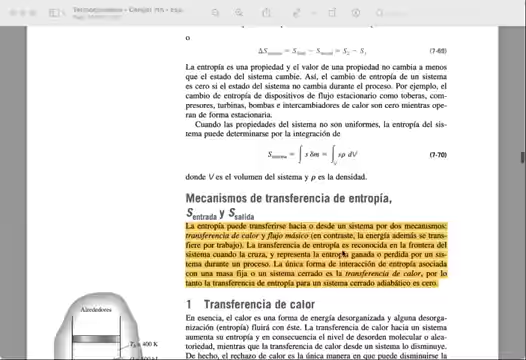 o
ΔS_sistema = S_final − S_inicial = S₂ − S₁ (7-69)
La entropía es una propiedad y el valor de una propiedad no cambia a menos
que el estado del sistema cambie. Así, el cambio de entropía de un sistema
es cero si el estado del sistema no cambia durante el proceso. Por ejemplo, el
cambio de entropía de dispositivos de flujo estacionario como toberas, com-
presores, turbinas, bombas e intercambiadores de calor son cero mientras ope-
ran de forma estacionaria.
Cuando las propiedades del sistema no son uniformes, la entropía del sis-
tema puede determinarse por la integración de
S_sistema = ∫ s δm = ∫_V sρ dV (7-70)
donde V es el volumen del sistema y ρ es la densidad.
Mecanismos de transferencia de entropía,
S_entrada y S_salida
La entropía puede transferirse hacia o desde un sistema por dos mecanismos:
transferencia de calor y flujo másico (en contraste, la energía además se trans-
fiere por trabajo). La transferencia de entropía es reconocida en la frontera del
sistema cuando la cruza, y representa la entropía ganada o perdida por un sis-
tema durante un proceso. La única forma de interacción de entropía asociada
con una masa fija o un sistema cerrado es la transferencia de calor, por lo
tanto la transferencia de entropía para un sistema cerrado adiabático es cero.
1 Transferencia de calor
En esencia, el calor es una forma de energía desorganizada y alguna desorga-
nización (entropía) fluirá con éste. La transferencia de calor hacia un sistema
aumenta su entropía y en consecuencia el nivel de desorden molecular o alea-
toriedad, mientras que la transferencia de calor desde un sistema lo disminuye.
De hecho, el rechazo de calor es la única manera en que puede disminuirse la
Alrededores
= 400 K